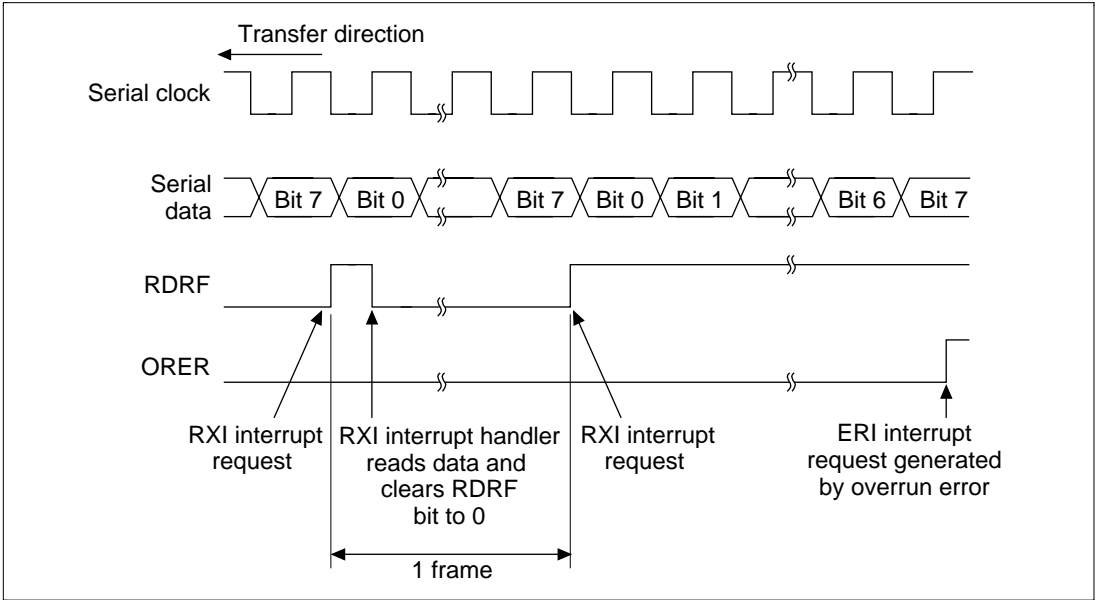 Transfer direction
Serial clock
Serial
data
Bit 7
Bit 0
Bit 7
Bit 0
Bit 1
Bit 6
Bit 7
RDRF
ORER
RXI interrupt
request
RXI interrupt handler
reads data and
clears RDRF
bit to 0
RXI interrupt
request
ERI interrupt
request generated
by overrun error
1 frame